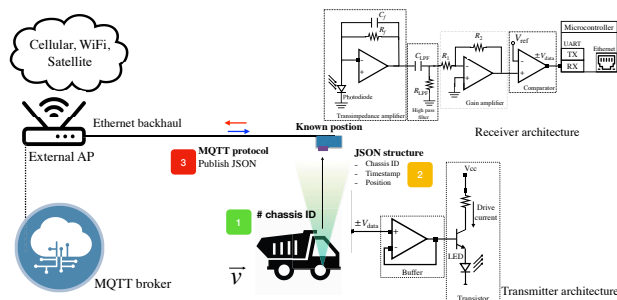 Cellular, WiFi,
Satellite
External AP
Ethernet backhaul
MQTT broker
3
MQTT protocol
Publish JSON
Known postion
JSON structure
- Chassis ID
- Timestamp
- Position
2
1
# chassis ID
v
C_f
R_f
Photodiode
Transimpedance amplifier
C_LPF
R_LPF
High pass
filter
R_1
R_2
Gain amplifier
V_ref
±V_data
Comparator
Microcontroller
UART
TX
RX
Ethernet
Receiver architecture
±V_data
Buffer
Vcc
Drive
current
LED
Transistor
Transmitter architecture